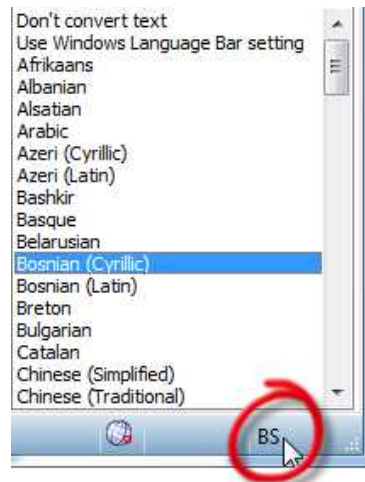 Don't convert text
Use Windows Language Bar setting
Afrikaans
Albanian
Alsatian
Arabic
Azeri (Cyrillic)
Azeri (Latin)
Bashkir
Basque
Belarusian
Bosnian (Cyrillic)
Bosnian (Latin)
Breton
Bulgarian
Catalan
Chinese (Simplified)
Chinese (Traditional)
BS